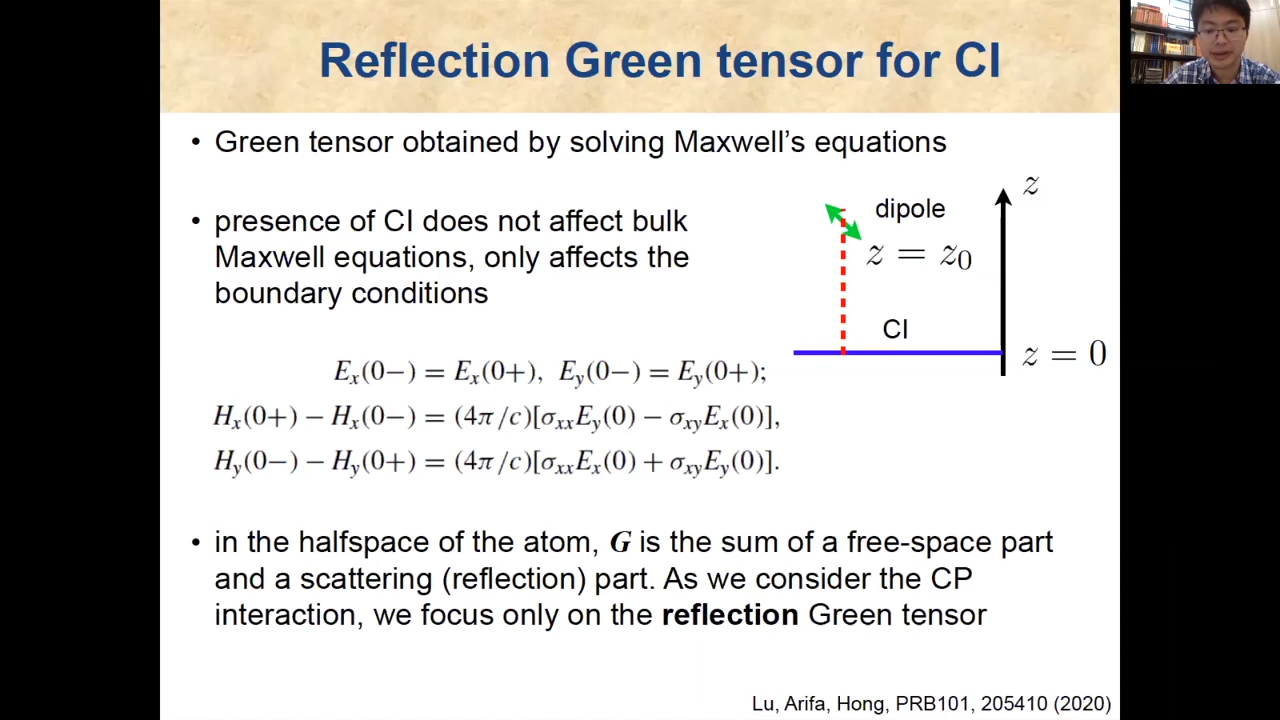 Reflection Green tensor for CI
• Green tensor obtained by solving Maxwell's equations
• presence of CI does not affect bulk
Maxwell equations, only affects the
boundary conditions
z
dipole
z = z₀
CI
z = 0
Eₓ(0−) = Eₓ(0+), E_y(0−) = E_y(0+);
Hₓ(0+) − Hₓ(0−) = (4π/c)[σₓₓE_y(0) − σ_xyEₓ(0)],
H_y(0−) − H_y(0+) = (4π/c)[σₓₓEₓ(0) + σ_xyE_y(0)].
• in the halfspace of the atom, G is the sum of a free-space part
and a scattering (reflection) part. As we consider the CP
interaction, we focus only on the reflection Green tensor
Lu, Arifa, Hong, PRB101, 205410 (2020)